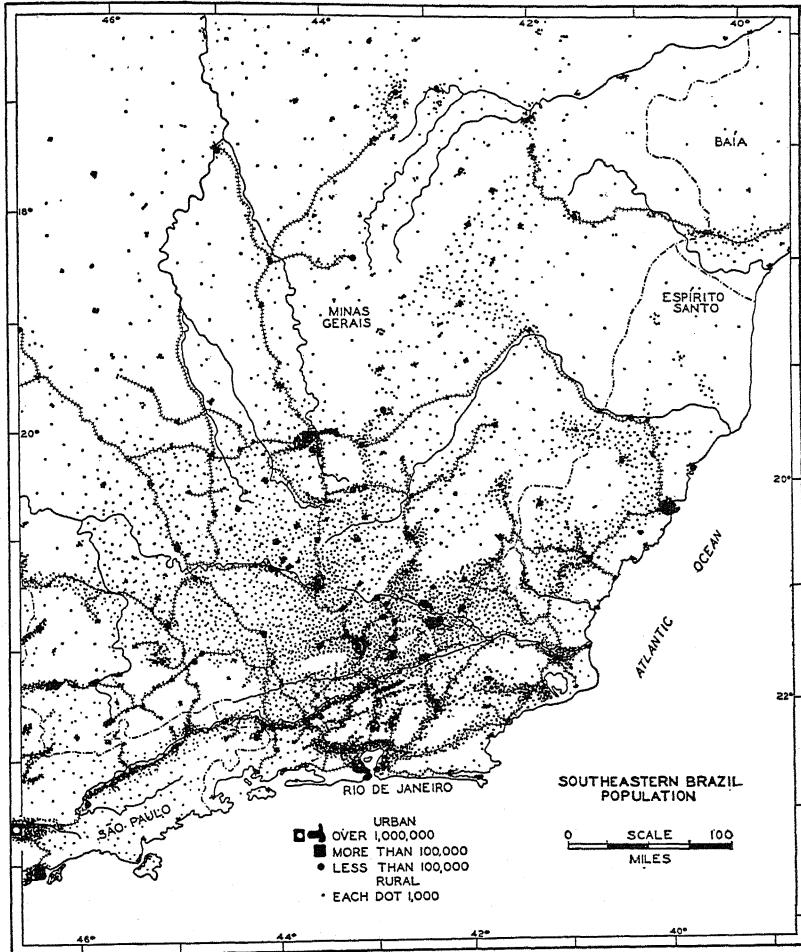 46°
44°
42°
40°
BAÍA
18°
MINAS
GERAIS
ESPÍRITO
SANTO
20°
20°
OCEAN
ATLANTIC
22°
RIO DE JANEIRO
SÃO PAULO
SOUTHEASTERN BRAZIL
POPULATION
0 SCALE 100
MILES
URBAN
OVER 1,000,000
MORE THAN 100,000
LESS THAN 100,000
RURAL
EACH DOT 1,000
46°
44°
42°
40°